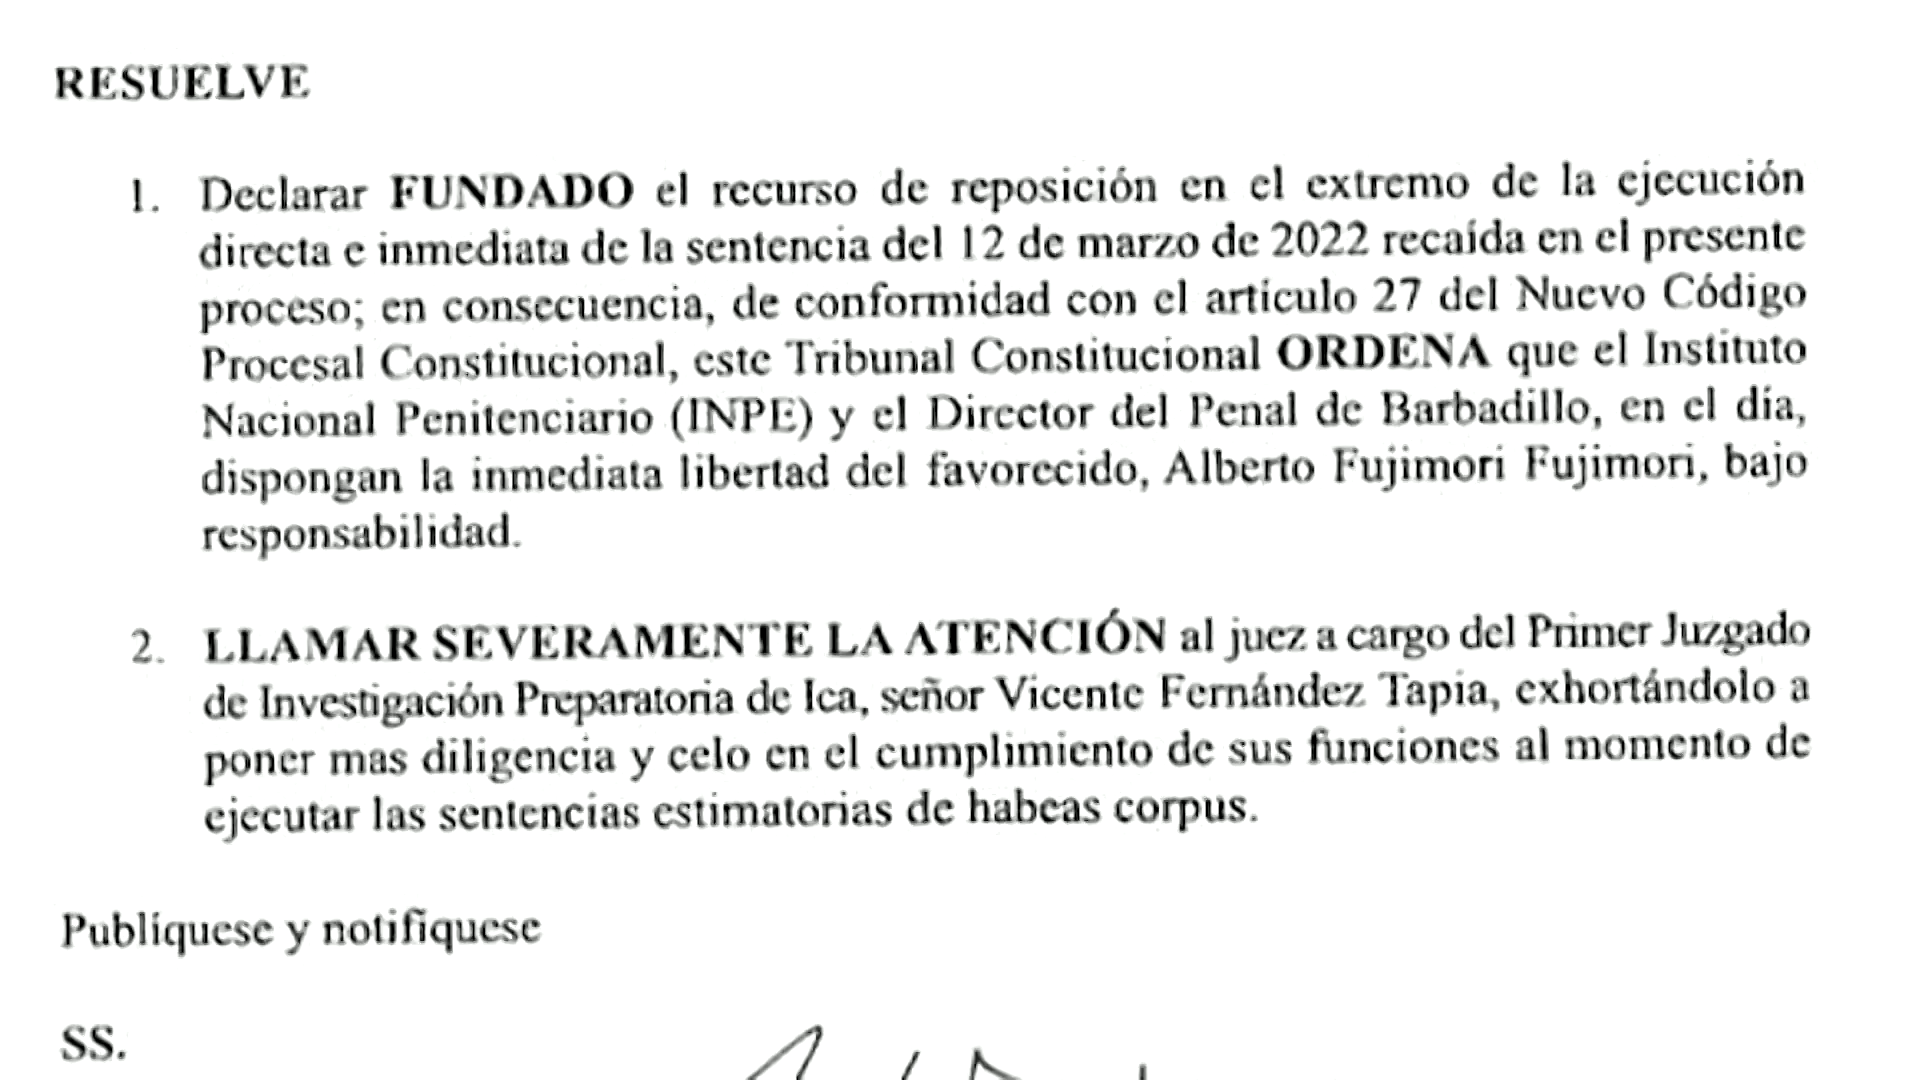 RESUELVE
1. Declarar FUNDADO el recurso de reposición en el extremo de la ejecución
directa e inmediata de la sentencia del 12 de marzo de 2022 recaída en el presente
proceso; en consecuencia, de conformidad con el artículo 27 del Nuevo Código
Procesal Constitucional, este Tribunal Constitucional ORDENA que el Instituto
Nacional Penitenciario (INPE) y el Director del Penal de Barbadillo, en el día,
dispongan la inmediata libertad del favorecido, Alberto Fujimori Fujimori, bajo
responsabilidad.
2. LLAMAR SEVERAMENTE LA ATENCIÓN al juez a cargo del Primer Juzgado
de Investigación Preparatoria de Ica, señor Vicente Fernández Tapia, exhortándolo a
poner mas diligencia y celo en el cumplimiento de sus funciones al momento de
ejecutar las sentencias estimatorias de habeas corpus.
Publíquese y notifíquese
SS.